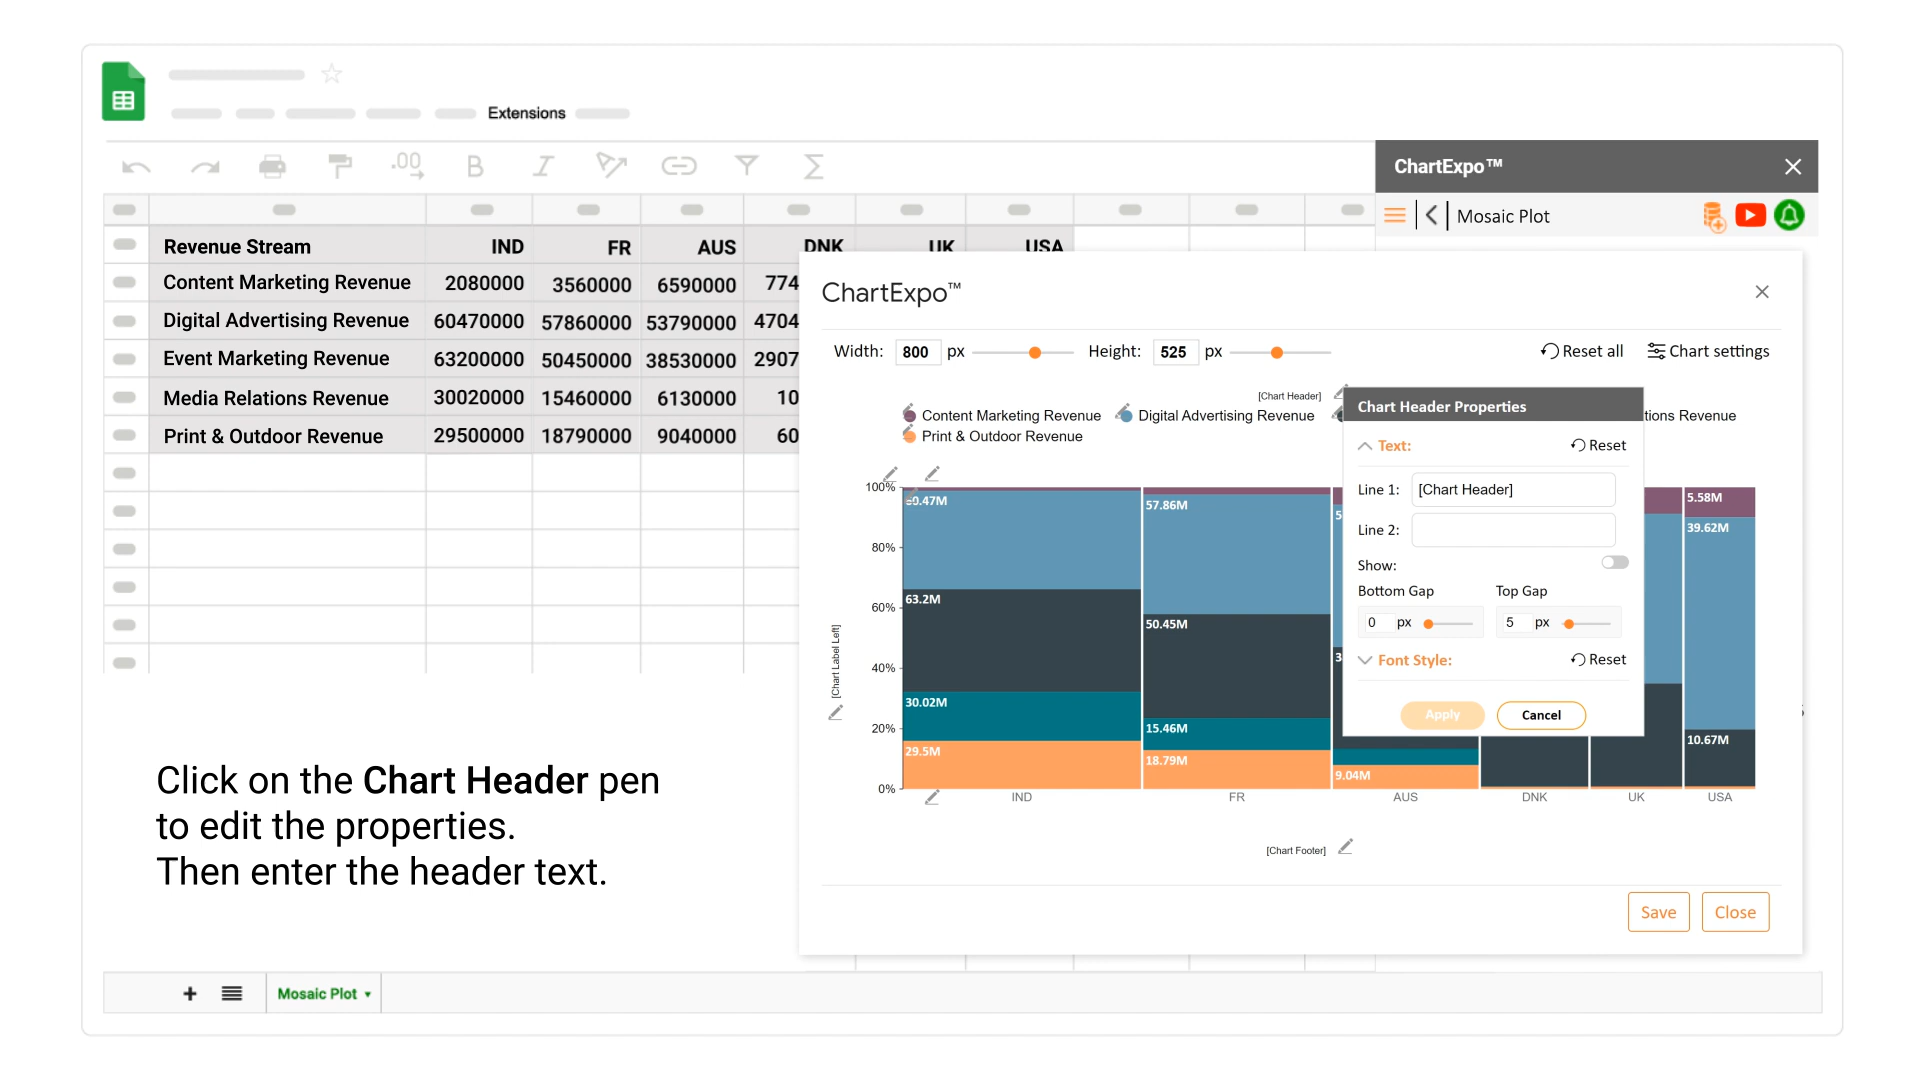 Extensions
.00
B
I
Σ
ChartExpo™
Mosaic Plot
Revenue Stream IND FR AUS DNK UK USA
Content Marketing Revenue 2080000 3560000 6590000 774
Digital Advertising Revenue 60470000 57860000 53790000 4704
Event Marketing Revenue 63200000 50450000 38530000 2907
Media Relations Revenue 30020000 15460000 6130000 10
Print & Outdoor Revenue 29500000 18790000 9040000 60
ChartExpo™
Width: 800 px Height: 525 px Reset all Chart settings
[Chart Header]
Content Marketing Revenue Digital Advertising Revenue tions Revenue
Print & Outdoor Revenue
Chart Header Properties
Text: Reset
Line 1: [Chart Header]
Line 2:
Show:
Bottom Gap Top Gap
0 px 5 px
Font Style: Reset
Apply Cancel
[Chart Label Left]
100%
80%
60%
40%
20%
0%
60.47M
63.2M
30.02M
29.5M
57.86M
50.45M
15.46M
18.79M
5
3
9.04M
5.58M
39.62M
10.67M
IND FR AUS DNK UK USA
[Chart Footer]
Save Close
Click on the Chart Header pen
to edit the properties.
Then enter the header text.
+ Mosaic Plot